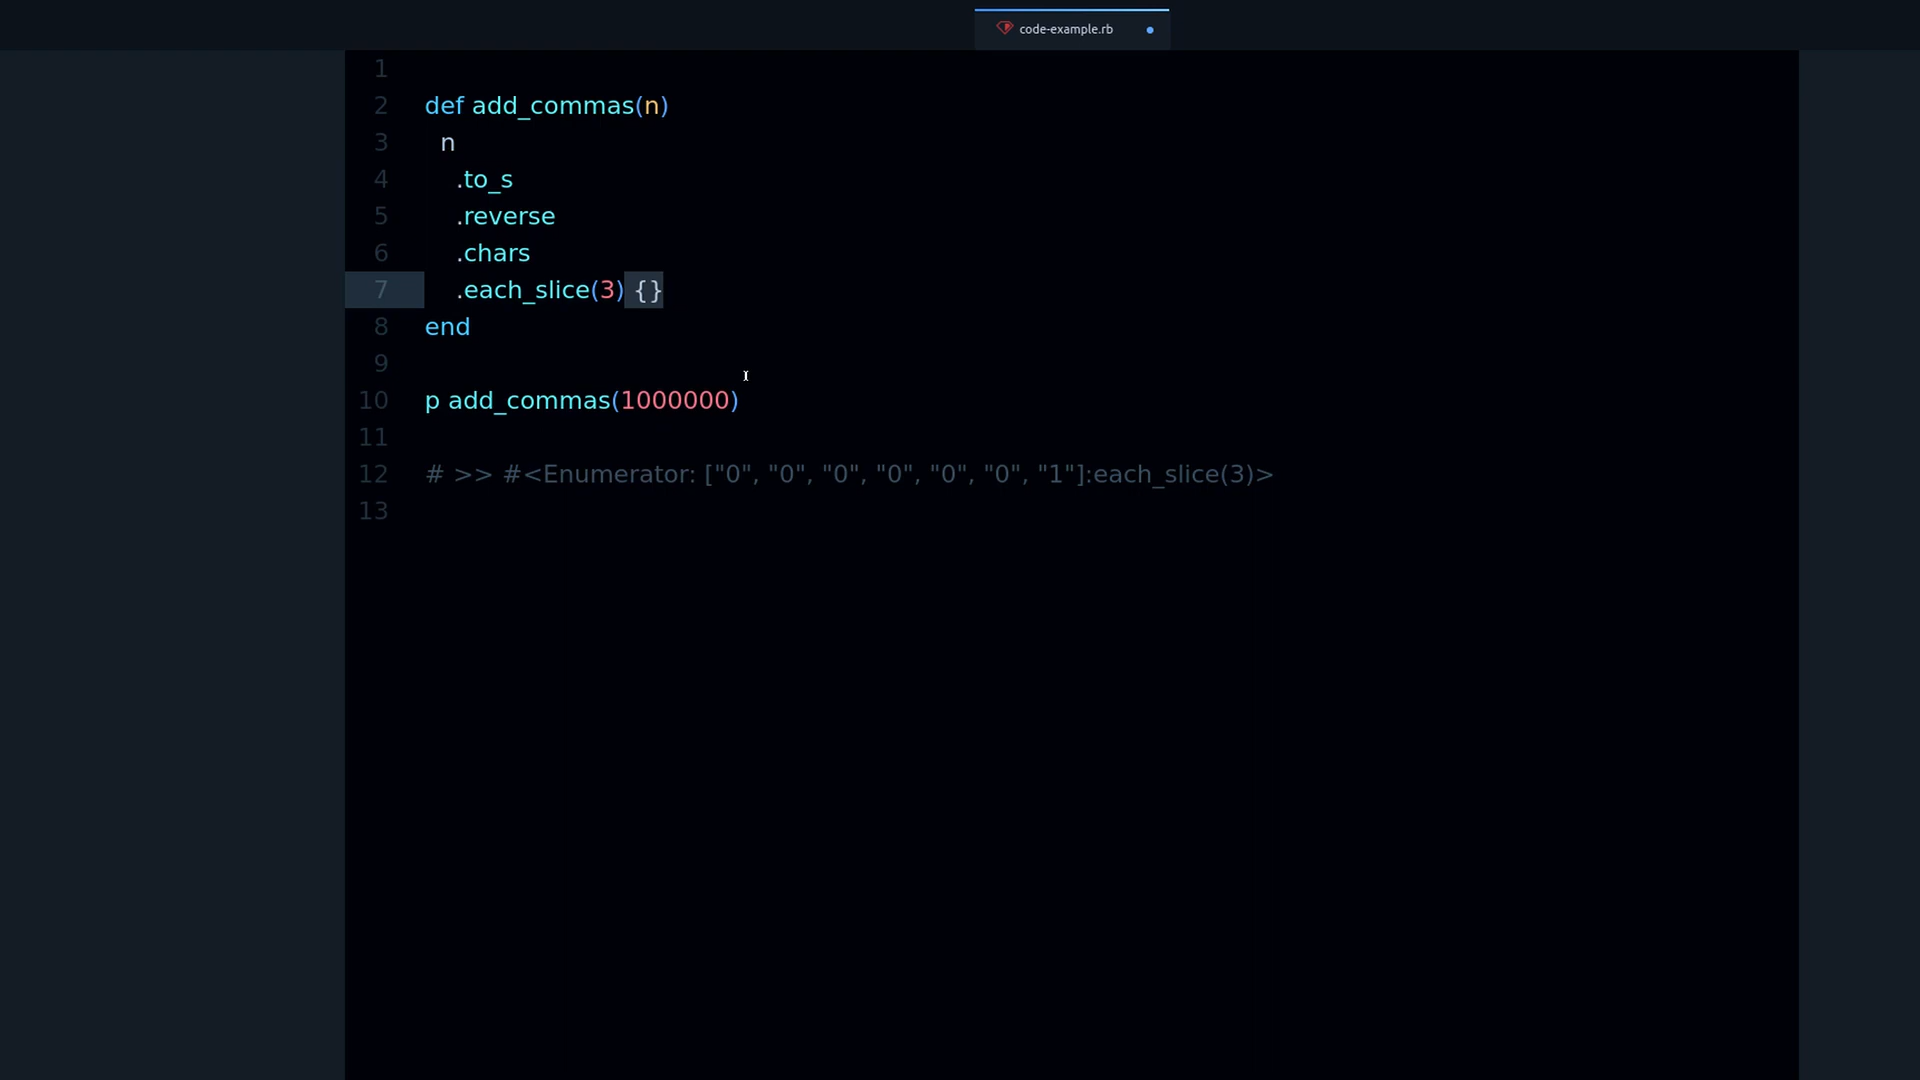 code-example.rb
1
2 def add_commas(n)
3 n
4 .to_s
5 .reverse
6 .chars
7 .each_slice(3) {}
8 end
9
10 p add_commas(1000000)
11
12 # >> #<Enumerator: ["0", "0", "0", "0", "0", "0", "1"]:each_slice(3)>
13